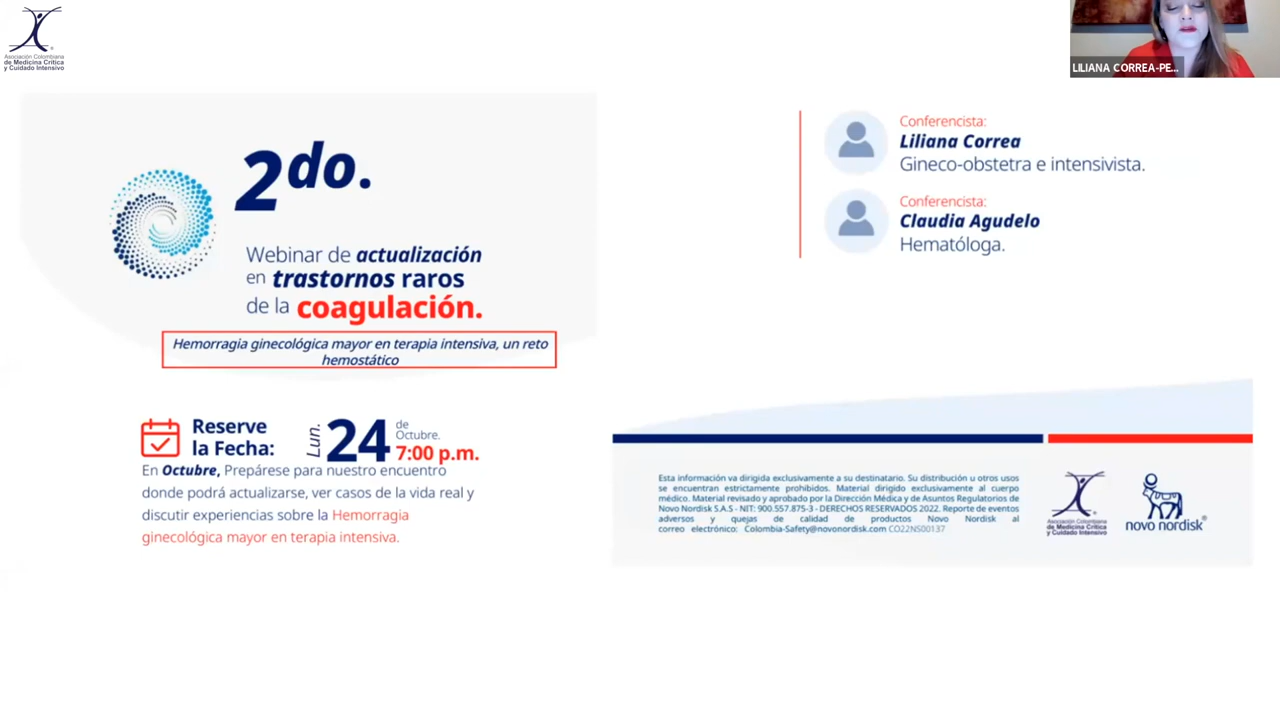 Asociación Colombiana
de Medicina Crítica
y Cuidado Intensivo
LILIANA CORREA-PE...
2do.
Webinar de actualización
en trastornos raros
de la coagulación.
Hemorragia ginecológica mayor en terapia intensiva, un reto
hemostático
Reserve
la Fecha:
Lun.
24
de
Octubre.
7:00 p.m.
En Octubre, Prepárese para nuestro encuentro
donde podrá actualizarse, ver casos de la vida real y
discutir experiencias sobre la Hemorragia
ginecológica mayor en terapia intensiva.
Conferencista:
Liliana Correa
Gineco-obstetra e intensivista.
Conferencista:
Claudia Agudelo
Hematóloga.
Esta información va dirigida exclusivamente a su destinatario. Su distribución u otros usos
se encuentran estrictamente prohibidos. Material dirigido exclusivamente al cuerpo
médico. Material revisado y aprobado por la Dirección Médica y de Asuntos Regulatorios de
Novo Nordisk S.A.S - NIT: 900.557.875-3 - DERECHOS RESERVADOS 2022. Reporte de eventos
adversos y quejas de calidad de productos Novo Nordisk al
correo electrónico: Colombia-Safety@novonordisk.com CO22NS00137
Asociación Colombiana
de Medicina Crítica
y Cuidado Intensivo
novo nordisk®